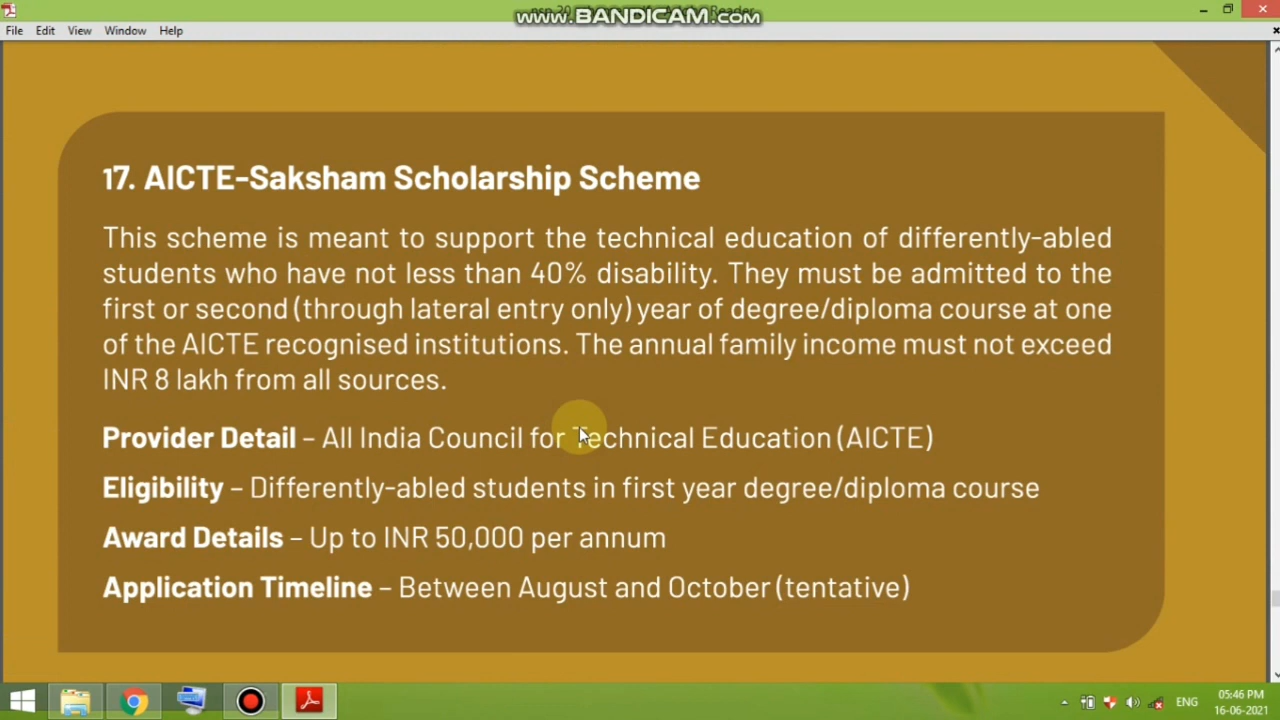 www.BANDICAM.com
File Edit View Window Help
17. AICTE-Saksham Scholarship Scheme
This scheme is meant to support the technical education of differently-abled
students who have not less than 40% disability. They must be admitted to the
first or second (through lateral entry only) year of degree/diploma course at one
of the AICTE recognised institutions. The annual family income must not exceed
INR 8 lakh from all sources.
Provider Detail – All India Council for Technical Education (AICTE)
Eligibility – Differently-abled students in first year degree/diploma course
Award Details – Up to INR 50,000 per annum
Application Timeline – Between August and October (tentative)
ENG
05:46 PM
16-06-2021